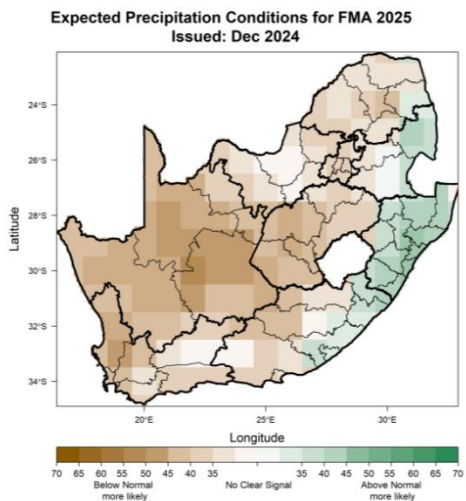 Expected Precipitation Conditions for FMA 2025
Issued: Dec 2024
24°S
26°S
28°S
30°S
32°S
34°S
Latitude
20°E
25°E
30°E
Longitude
70 65 60 55 50 45 40 35 35 40 45 50 55 60 65 70
Below Normal No Clear Signal Above Normal
more likely more likely